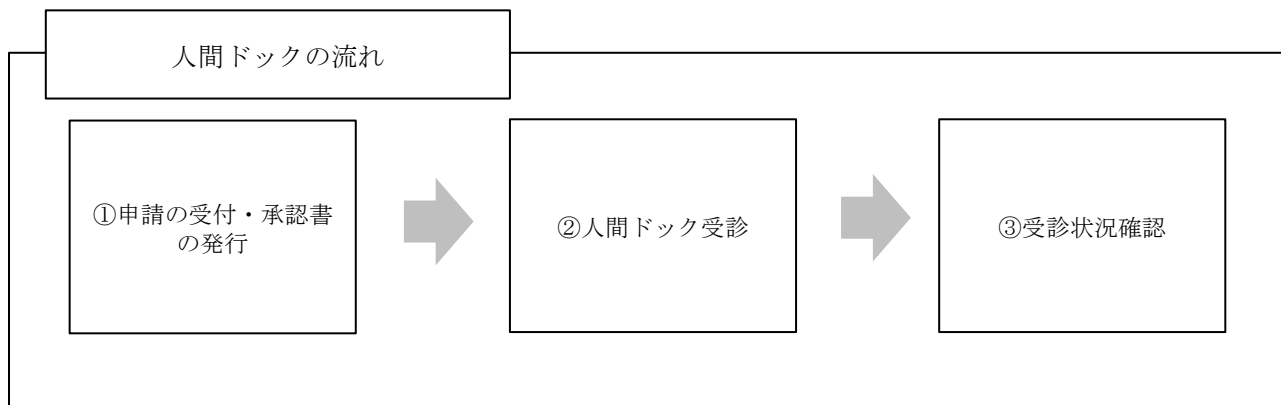 人間ドックの流れ
①申請の受付・承認書
の発行
②人間ドック受診
③受診状況確認